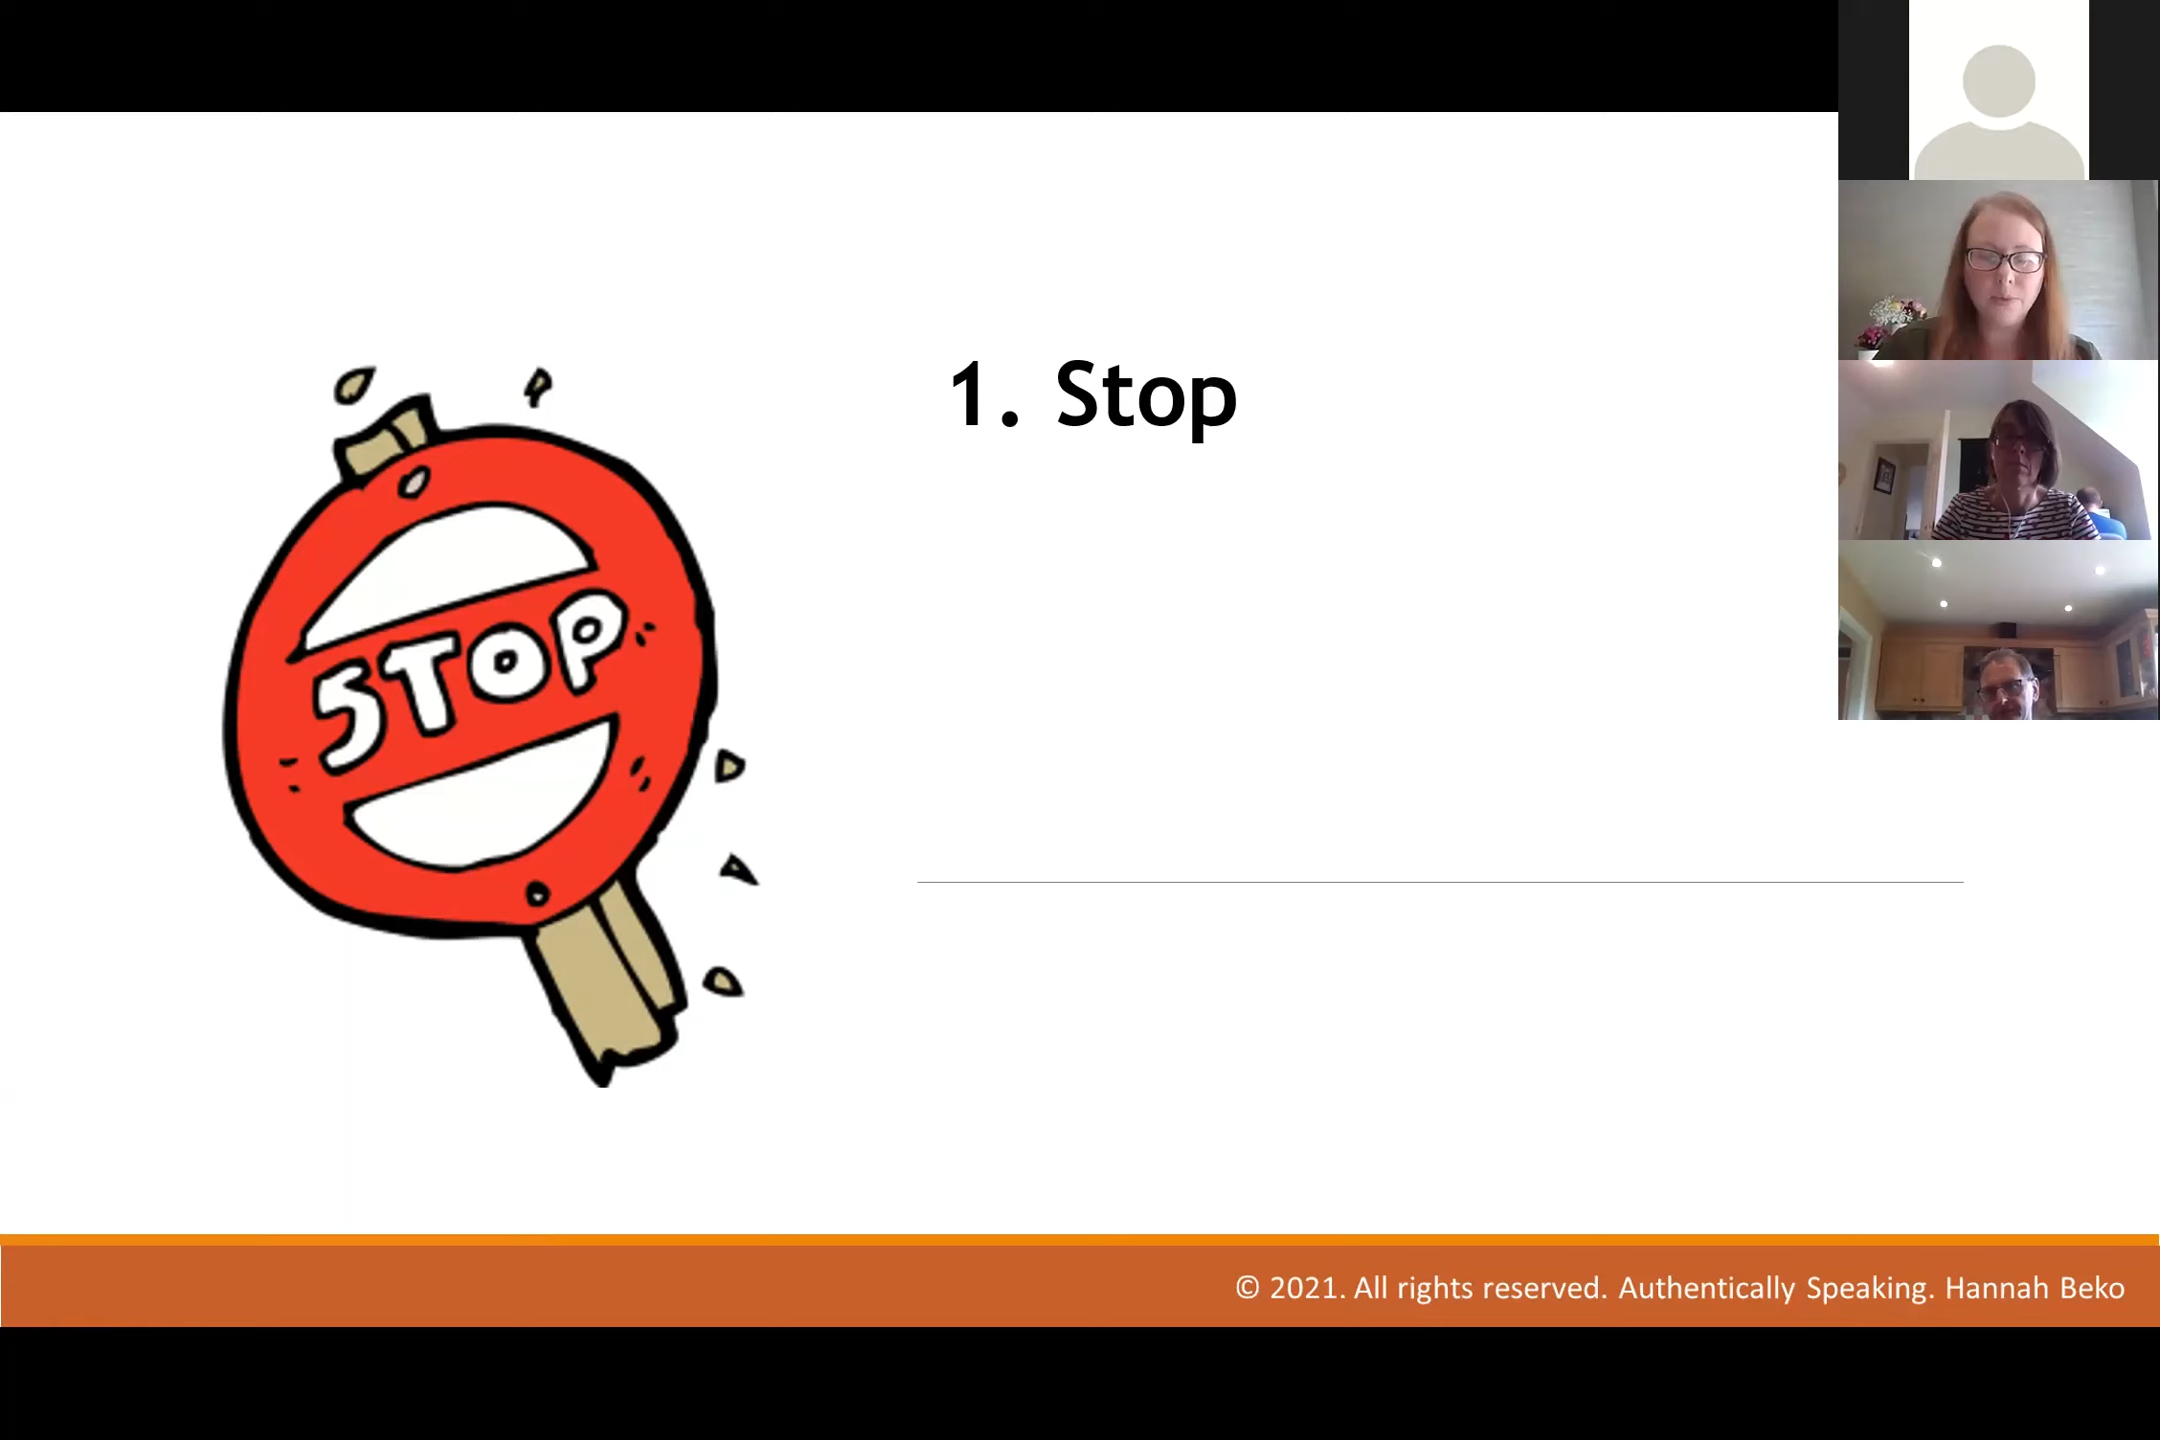 1. Stop
STOP
© 2021. All rights reserved. Authentically Speaking. Hannah Beko